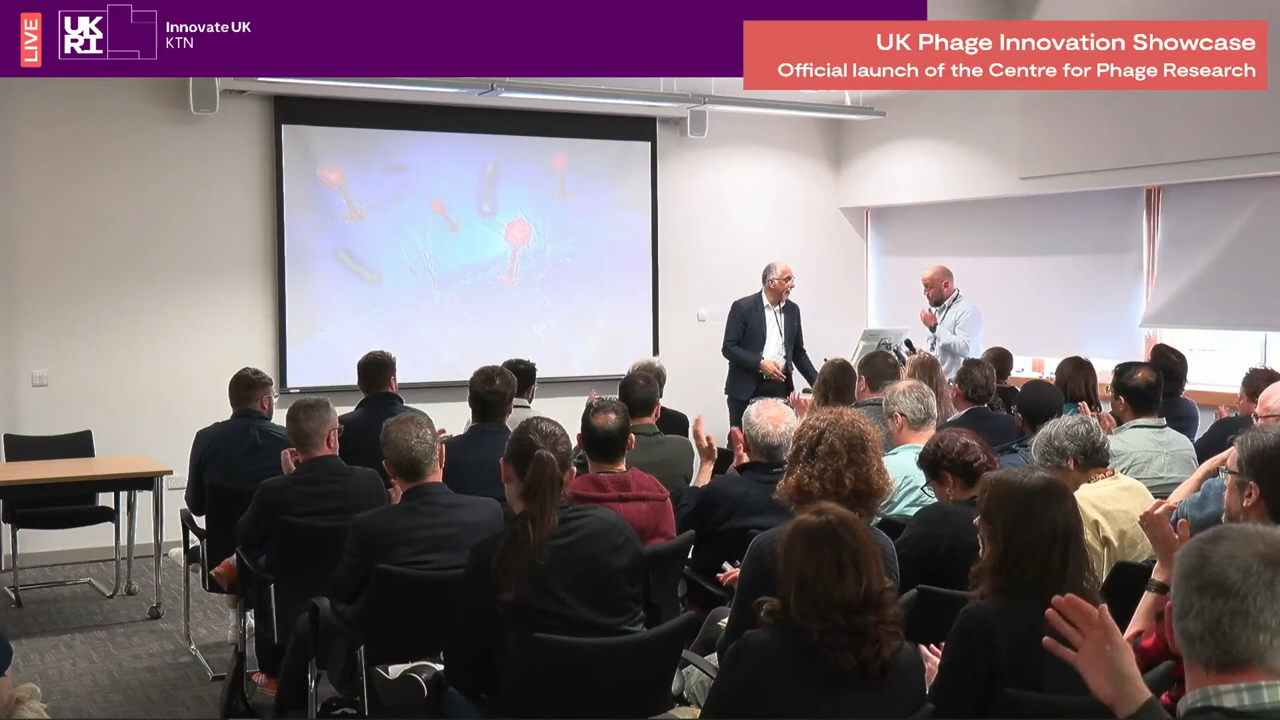 LIVE
UK
RI
Innovate UK
KTN
UK Phage Innovation Showcase
Official launch of the Centre for Phage Research